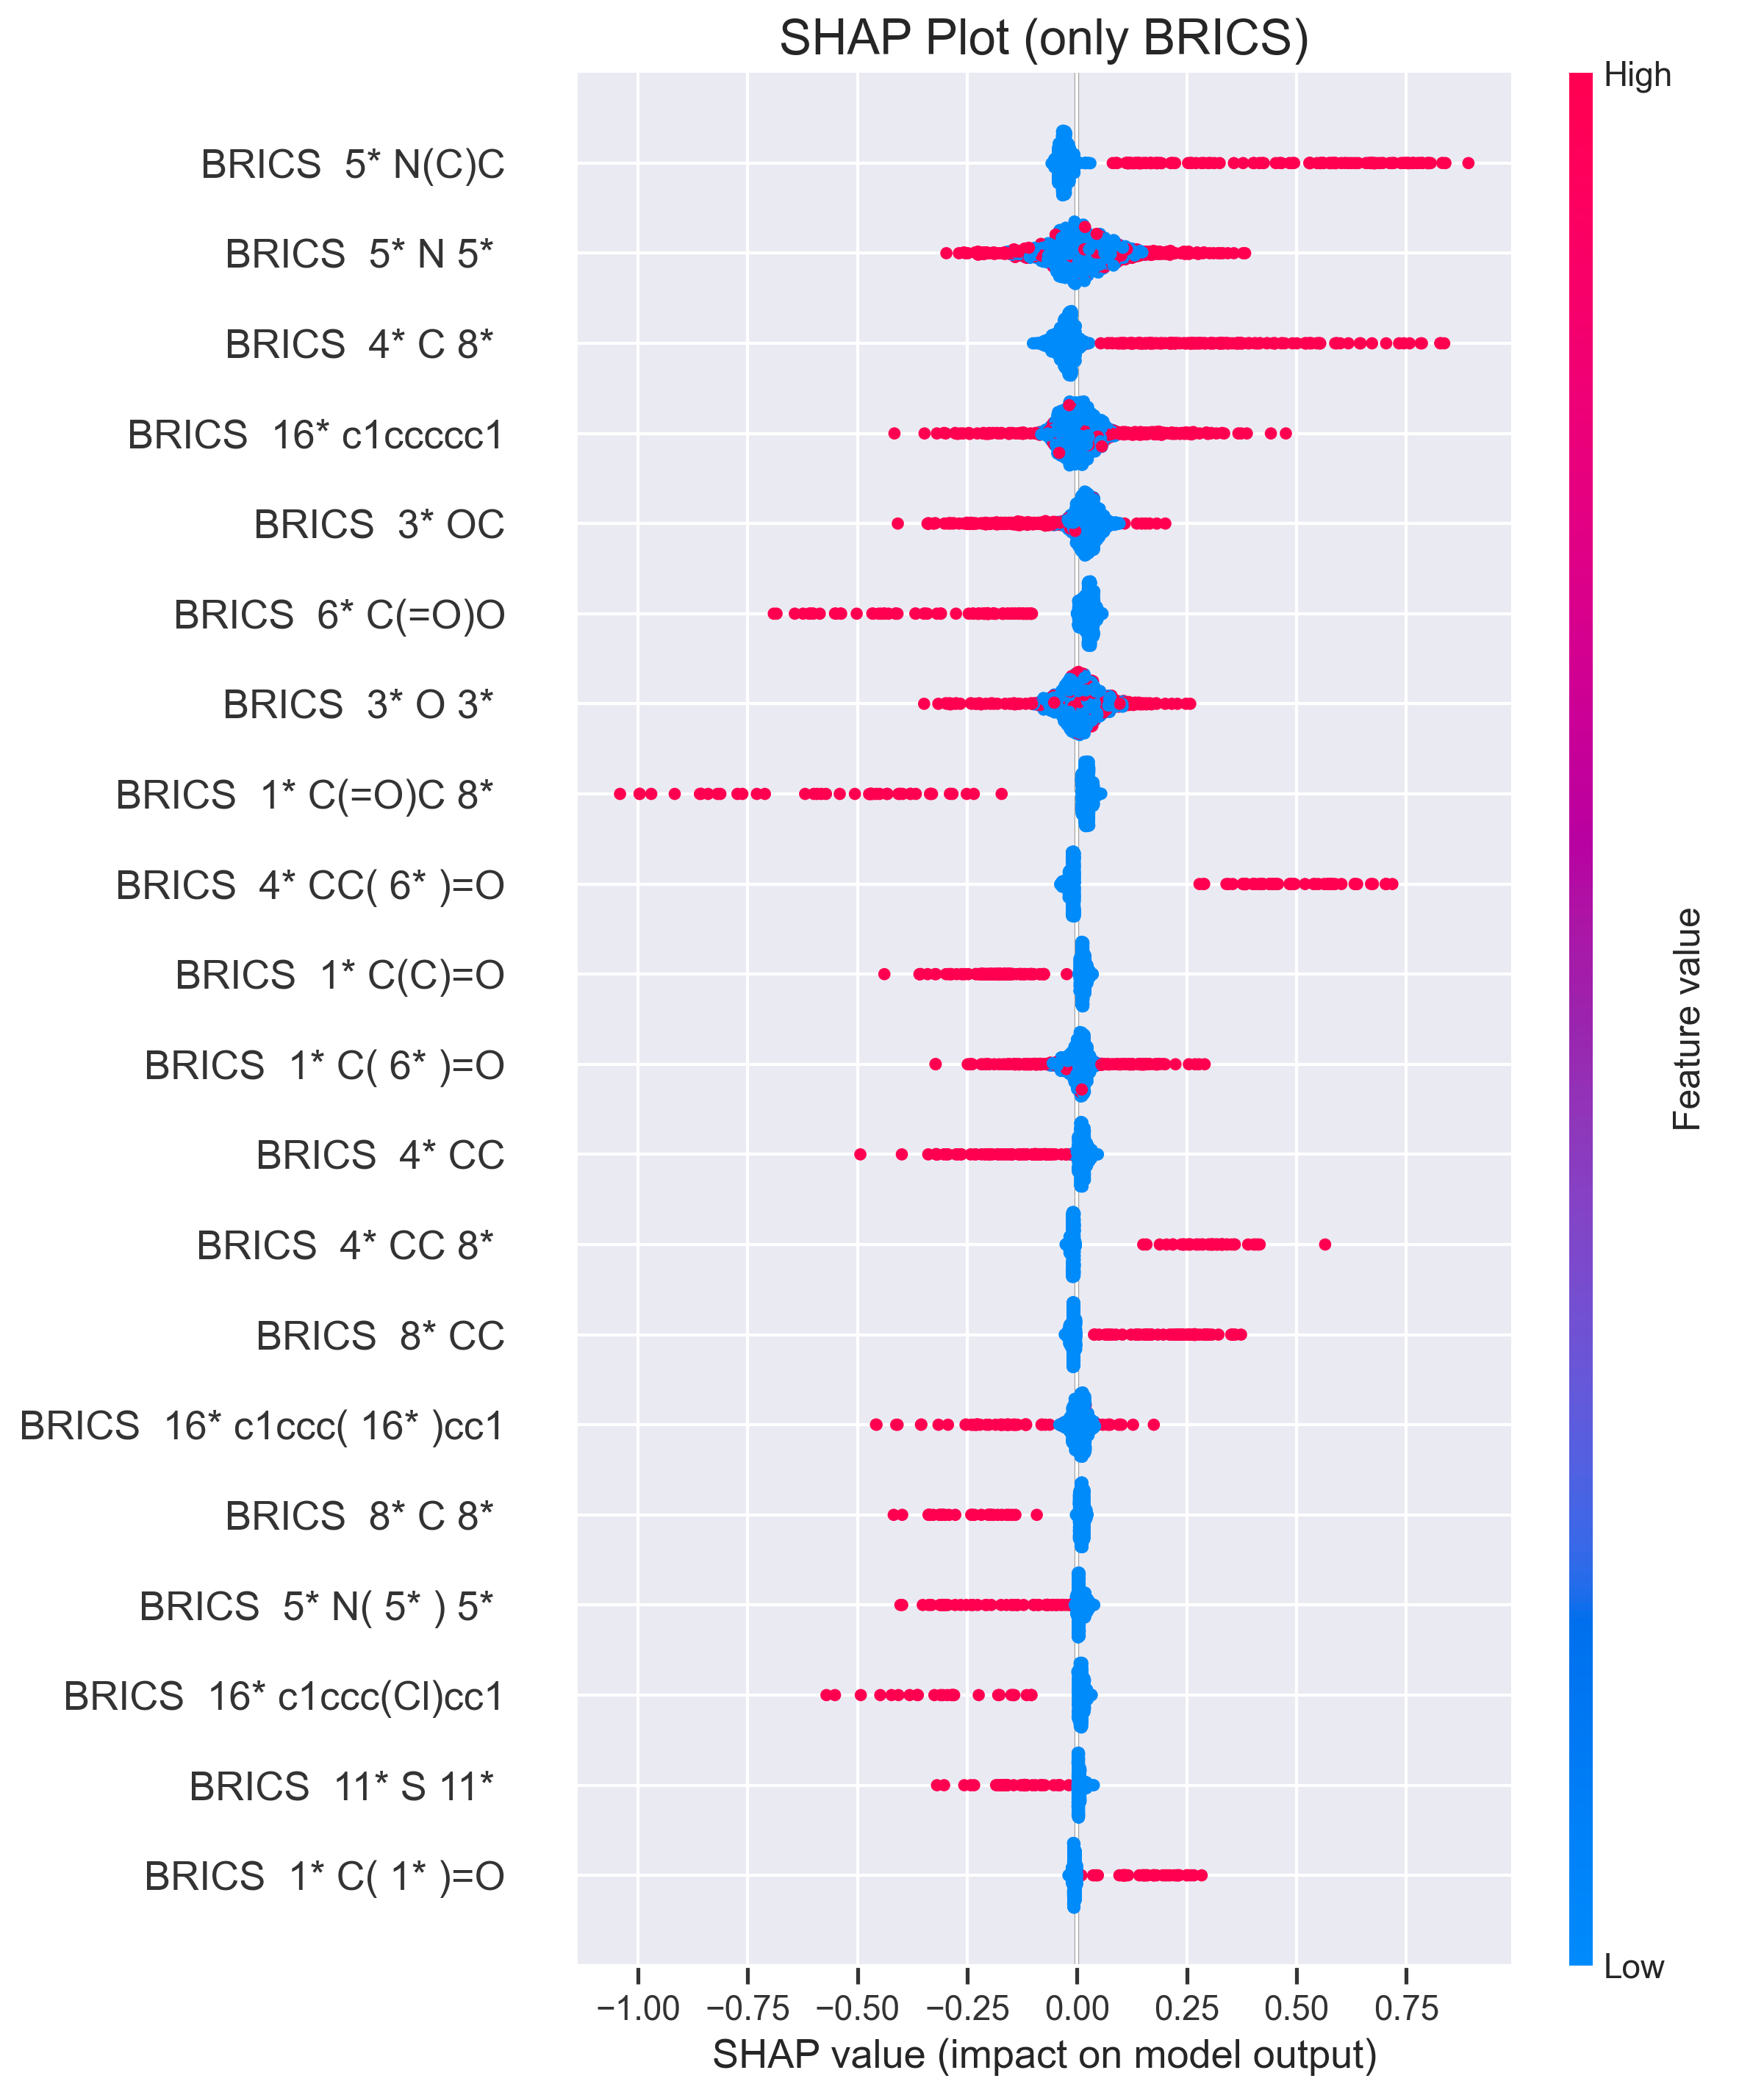 SHAP Plot (only BRICS)
High
BRICS  5* N(C)C
BRICS  5* N 5*
BRICS  4* C 8*
BRICS  16* c1ccccc1
BRICS  3* OC
BRICS  6* C(=O)O
BRICS  3* O 3*
BRICS  1* C(=O)C 8*
BRICS  4* CC( 6* )=O
BRICS  1* C(C)=O
BRICS  1* C( 6* )=O
BRICS  4* CC
BRICS  4* CC 8*
BRICS  8* CC
BRICS  16* c1ccc( 16* )cc1
BRICS  8* C 8*
BRICS  5* N( 5* ) 5*
BRICS  16* c1ccc(Cl)cc1
BRICS  11* S 11*
BRICS  1* C( 1* )=O
Feature value
Low
−1.00 −0.75 −0.50 −0.25 0.00 0.25 0.50 0.75
SHAP value (impact on model output)